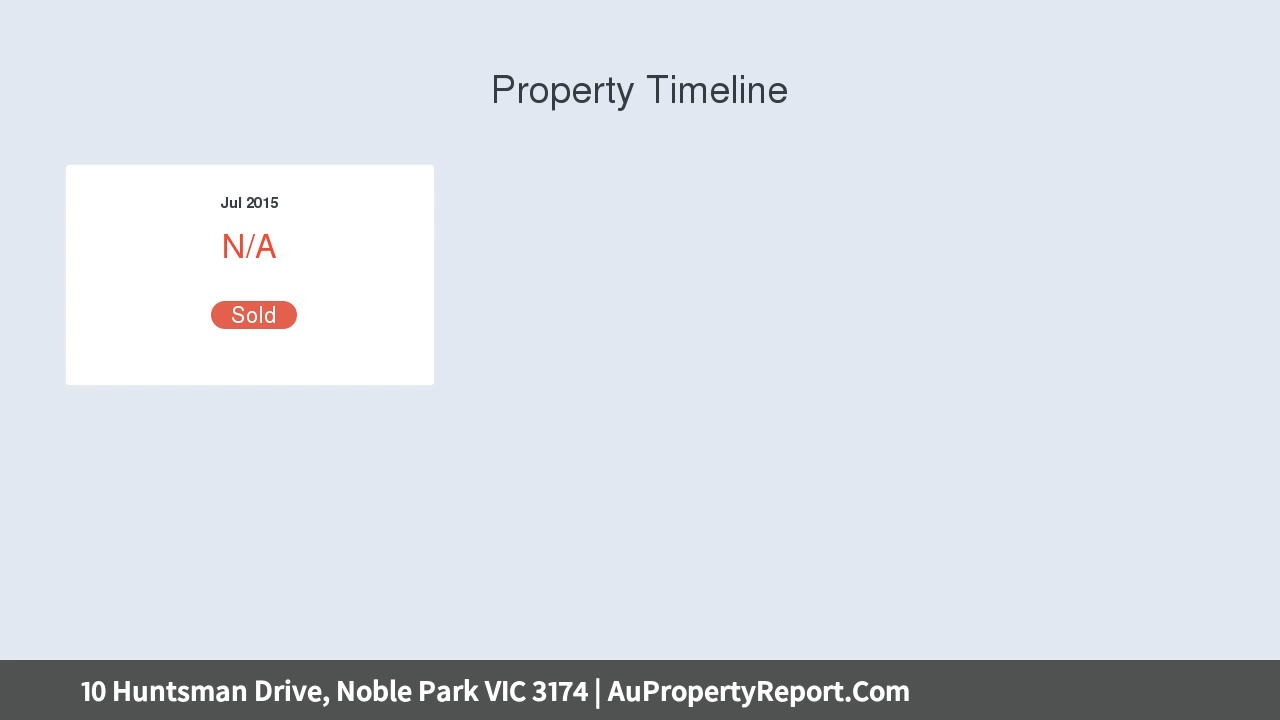 Property Timeline
Jul 2015
N/A
Sold
10 Huntsman Drive, Noble Park VIC 3174 | AuPropertyReport.Com